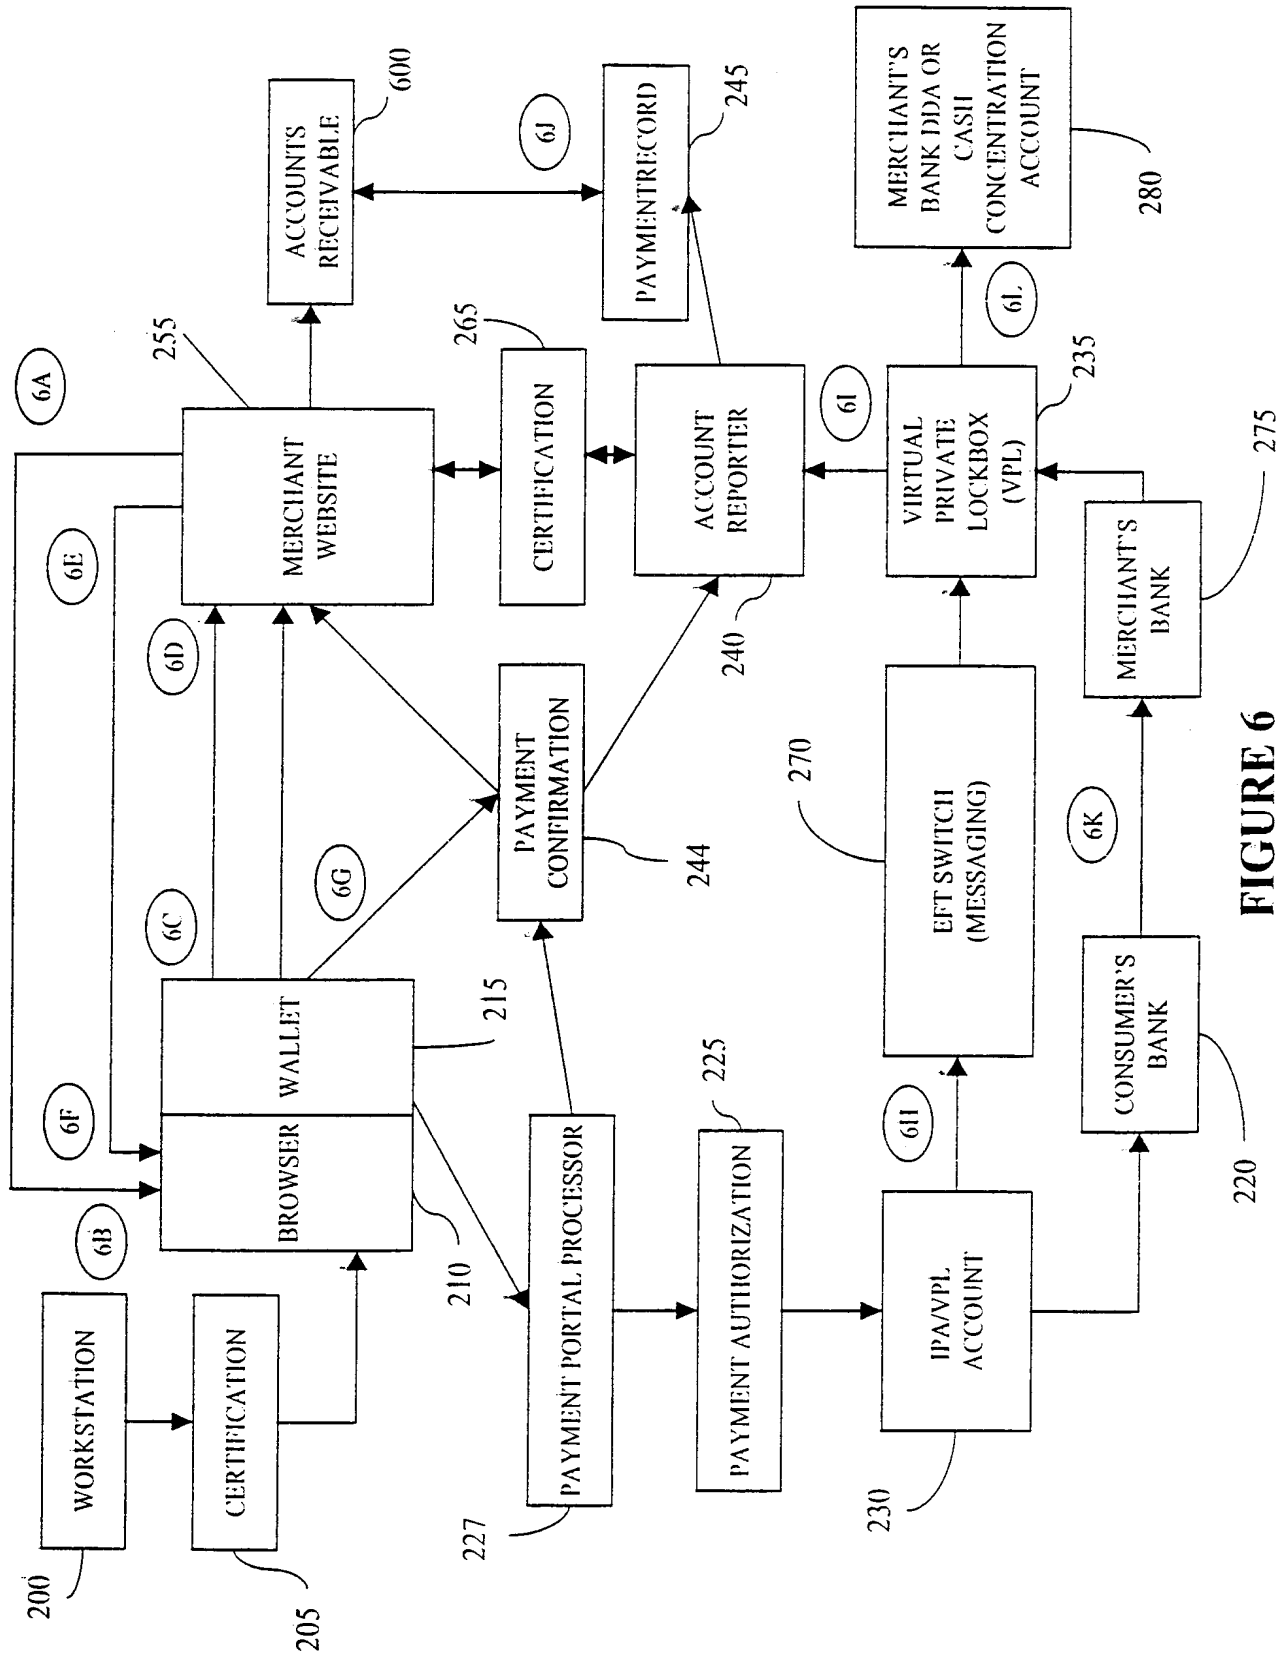 6A
6E
6F
6B
6C
6D
200
WORKSTATION
205
CERTIFICATION
BROWSER
210
WALLET
215
6G
MERCHANT
WEBSITE
255
ACCOUNTS
RECEIVABLE
600
6J
PAYMENTRECORD
245
CERTIFICATION
265
PAYMENT
CONFIRMATION
244
ACCOUNT
REPORTER
240
6I
227
PAYMENT PORTAL PROCESSOR
PAYMENT AUTHORIZATION
225
IPA/VPL
ACCOUNT
230
6H
EFT SWITCH
(MESSAGING)
270
VIRTUAL
PRIVATE
LOCKBOX
(VPL)
235
6L
MERCHANT'S
BANK DDA OR
CASH
CONCENTRATION
ACCOUNT
280
CONSUMER'S
BANK
220
6K
MERCHANT'S
BANK
275
FIGURE 6